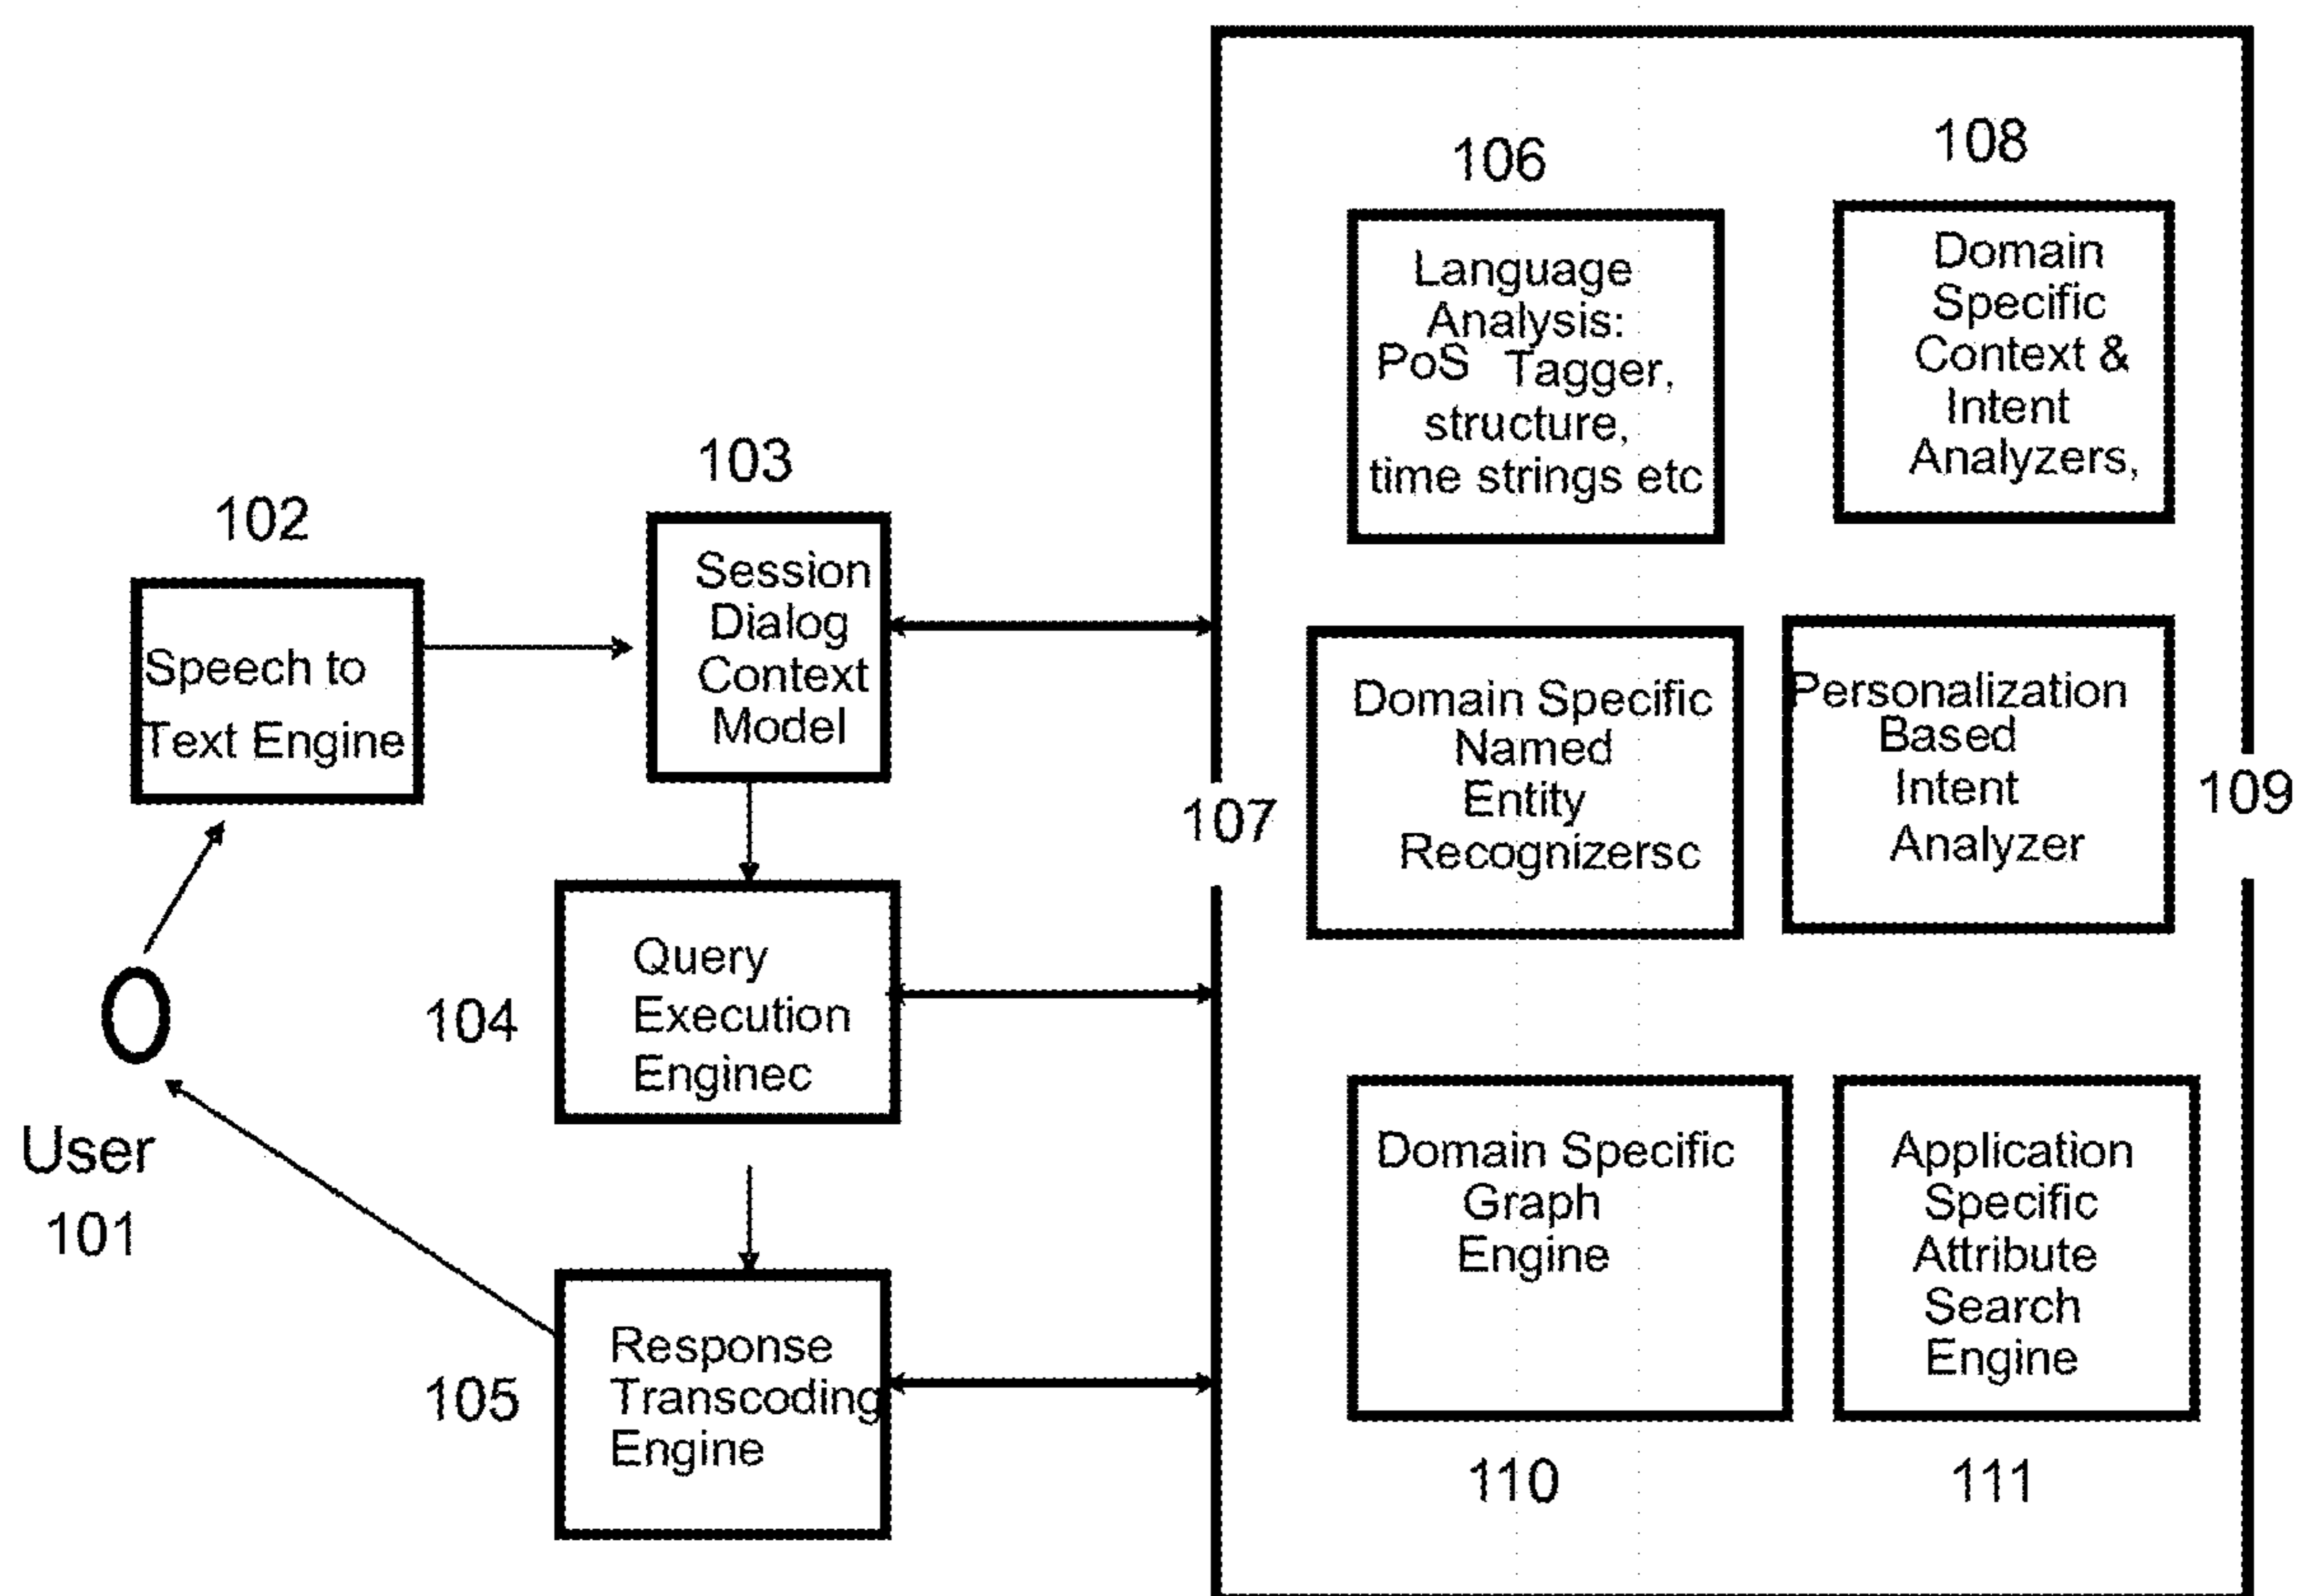 102
Speech to
Text Engine
User
101
103
Session
Dialog
Context
Model
104
Query
Execution
Enginec
105
Response
Transcoding
Engine
106
Language
Analysis:
PoS Tagger,
structure,
time strings etc
108
Domain
Specific
Context &
Intent
Analyzers,
107
Domain Specific
Named
Entity
Recognizersc
Personalization
Based
Intent
Analyzer
109
Domain Specific
Graph
Engine
110
Application
Specific
Attribute
Search
Engine
111